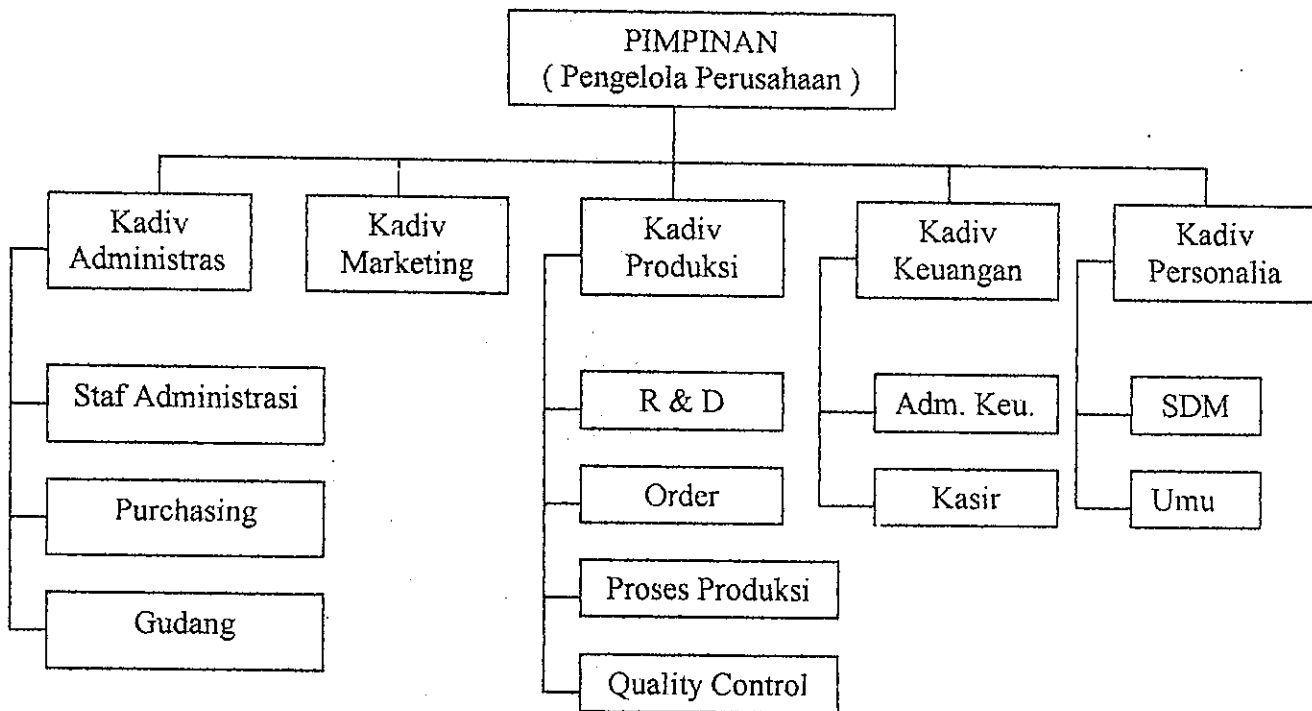 PIMPINAN
( Pengelola Perusahaan )
Kadiv
Administras
Kadiv
Marketing
Kadiv
Produksi
Kadiv
Keuangan
Kadiv
Personalia
Staf Administrasi
Purchasing
Gudang
R & D
Order
Proses Produksi
Quality Control
Adm. Keu.
Kasir
SDM
Umu